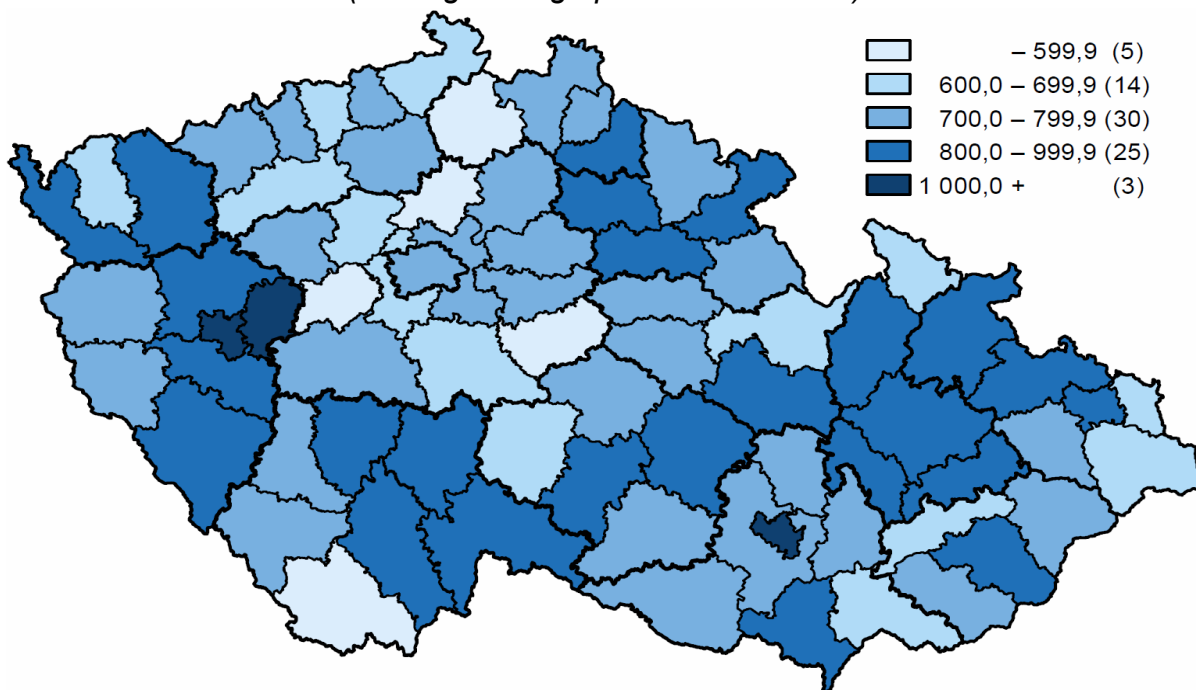 – 599,9 (5)
600,0 – 699,9 (14)
700,0 – 799,9 (30)
800,0 – 999,9 (25)
1 000,0 + (3)